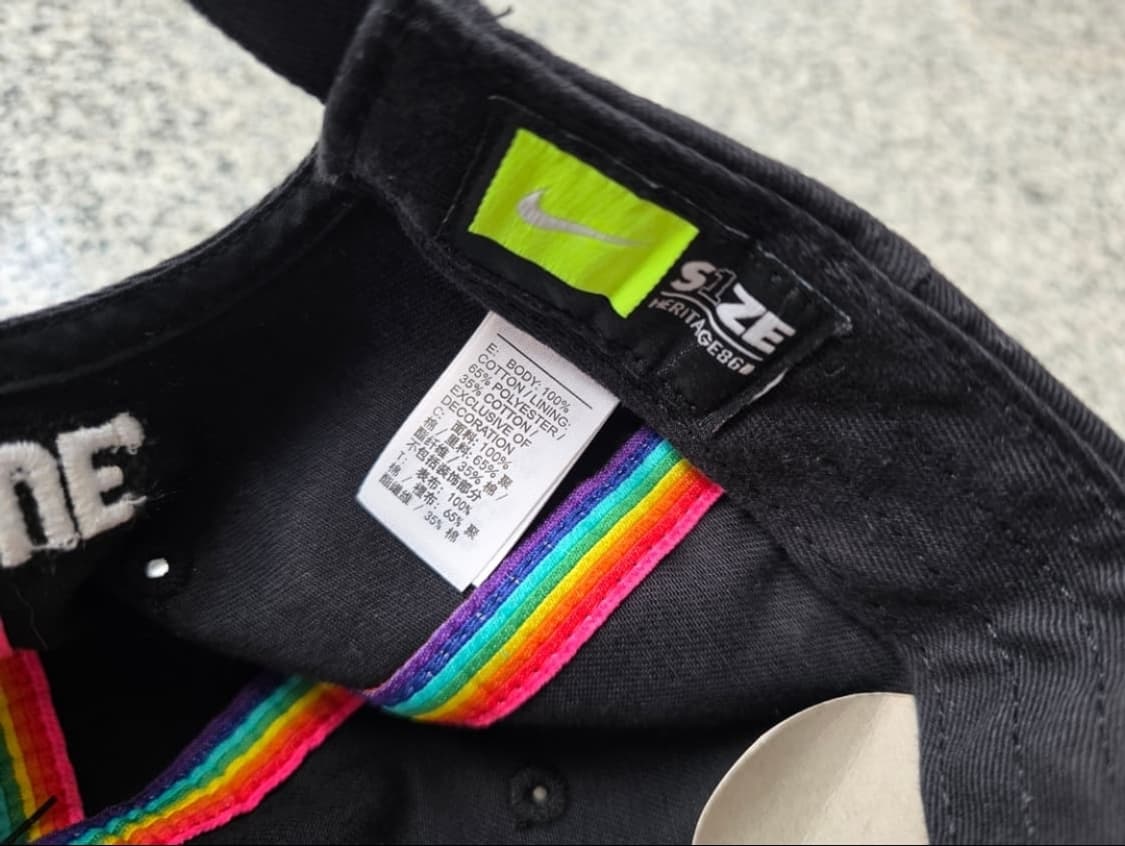 S1ZE
HERITAGE86
E: BODY: 100%
COTTON / LINING:
65% POLYESTER /
35% COTTON /
EXCLUSIVE OF
DECORATION
C: 面料: 100%
棉 / 里料: 65% 聚
酯纤维 / 35% 棉 /
不包括装饰部分
T: 表布: 100%
棉 / 裡布: 65% 聚
酯纖維 / 35% 棉
NE